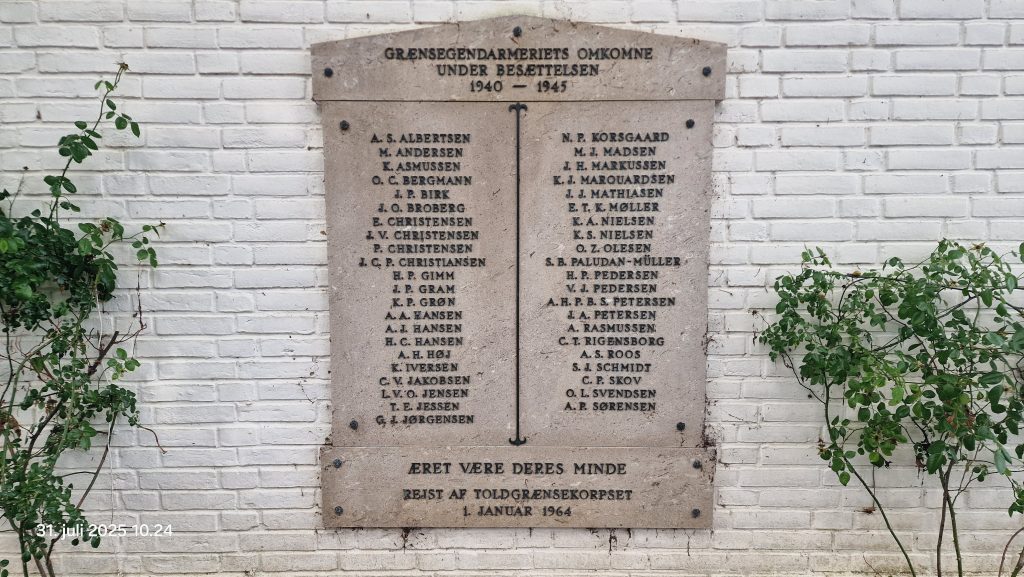 GRÆNSEGENDARMERIETS OMKOMNE
UNDER BESÆTTELSEN
1940 — 1945
A. S. ALBERTSEN
M. ANDERSEN
K. ASMUSSEN
O. C. BERGMANN
J. P. BIRK
J. O. BROBERG
E. CHRISTENSEN
J. V. CHRISTENSEN
P. CHRISTENSEN
J. C. P. CHRISTIANSEN
H. P. GIMM
J. P. GRAM
K. P. GRØN
A. A. HANSEN
A. J. HANSEN
H. C. HANSEN
A. H. HØJ
K. IVERSEN
C. V. JAKOBSEN
L. V. O. JENSEN
T. E. JESSEN
G. J. JØRGENSEN
N. P. KORSGAARD
M. J. MADSEN
J. H. MARKUSSEN
K. J. MARQUARDSEN
J. J. MATHIASEN
E. T. K. MØLLER
K. A. NIELSEN
K. S. NIELSEN
O. Z. OLESEN
S. B. PALUDAN-MÜLLER
H. P. PEDERSEN
V. J. PEDERSEN
A. H. P. B. S. PETERSEN
J. A. PETERSEN
A. RASMUSSEN
C. T. RIGENSBORG
A. S. ROOS
S. J. SCHMIDT
C. P. SKOV
O. L. SVENDSEN
A. P. SØRENSEN
ÆRET VÆRE DERES MINDE
REJST AF TOLDGRÆNSEKORPSET
1. JANUAR 1964
31. juli 2025 10.24